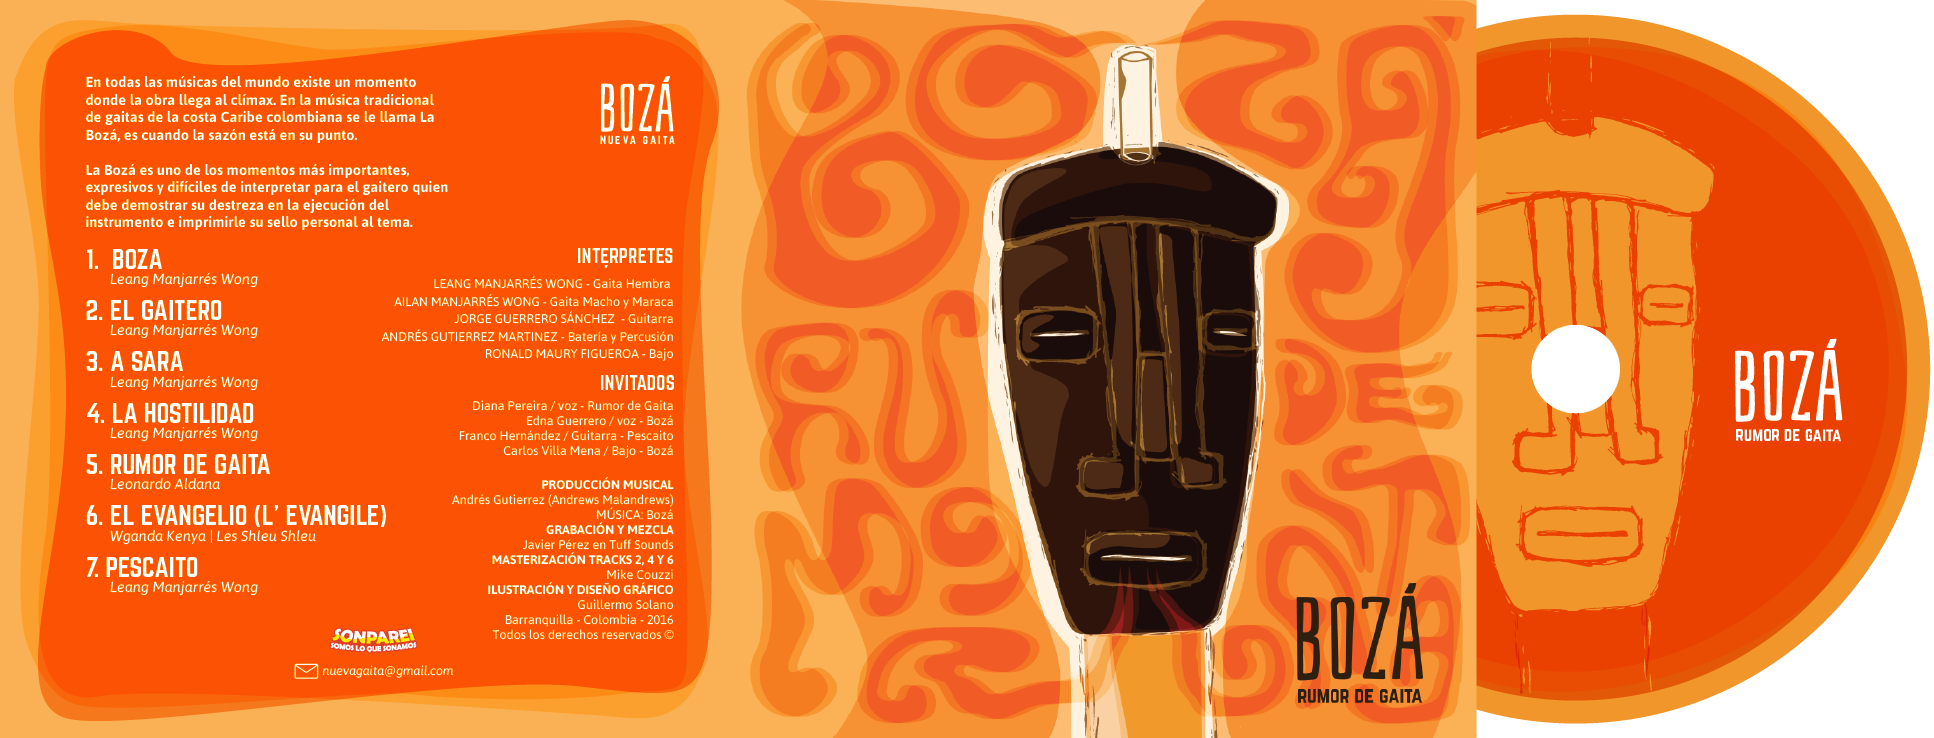 En todas las músicas del mundo existe un momento
donde la obra llega al clímax. En la música tradicional
de gaitas de la costa Caribe colombiana se le llama La
Bozá, es cuando la sazón está en su punto.
La Bozá es uno de los momentos más importantes,
expresivos y difíciles de interpretar para el gaitero quien
debe demostrar su destreza en la ejecución del
instrumento e imprimirle su sello personal al tema.
1. BOZA
Leang Manjarrés Wong
2. EL GAITERO
Leang Manjarrés Wong
3. A SARA
Leang Manjarrés Wong
4. LA HOSTILIDAD
Leang Manjarrés Wong
5. RUMOR DE GAITA
Leonardo Aldana
6. EL EVANGELIO (L' EVANGILE)
Wganda Kenya | Les Shleu Shleu
7. PESCAITO
Leang Manjarrés Wong
BOZÁ
NUEVA GAITA
INTERPRETES
LEANG MANJARRÉS WONG - Gaita Hembra
AILAN MANJARRÉS WONG - Gaita Macho y Maraca
JORGE GUERRERO SÁNCHEZ - Guitarra
ANDRÉS GUTIERREZ MARTINEZ - Batería y Percusión
RONALD MAURY FIGUEROA - Bajo
INVITADOS
Diana Pereira / voz - Rumor de Gaita
Edna Guerrero / voz - Bozá
Franco Hernández / Guitarra - Pescaito
Carlos Villa Mena / Bajo - Bozá
PRODUCCIÓN MUSICAL
Andrés Gutierrez (Andrews Malandrews)
MÚSICA: Bozá
GRABACIÓN Y MEZCLA
Javier Pérez en Tuff Sounds
MASTERIZACIÓN TRACKS 2, 4 Y 6
Mike Couzzi
ILUSTRACIÓN Y DISEÑO GRÁFICO
Guillermo Solano
Barranquilla - Colombia - 2016
Todos los derechos reservados ©
SONPAREI
SOMOS LO QUE SONAMOS
nuevagaita@gmail.com
BOZÁ
RUMOR DE GAITA
BOZÁ
RUMOR DE GAITA